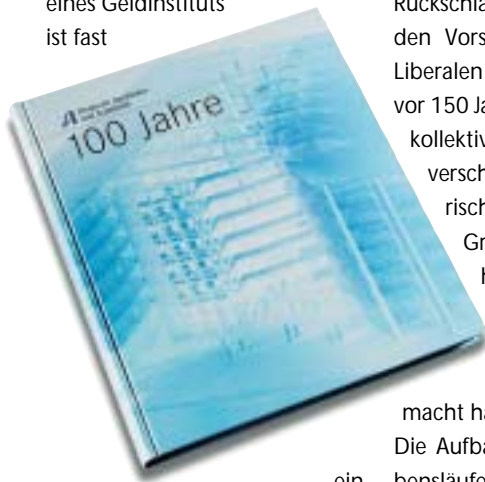 eines Geldinstituts
ist fast
100 Jahre
ein
Rückschla
den Vors
Liberalen
vor 150 Ja
kollektiv
versch
risch
Gr
h
macht ha
Die Aufba
bensläufe